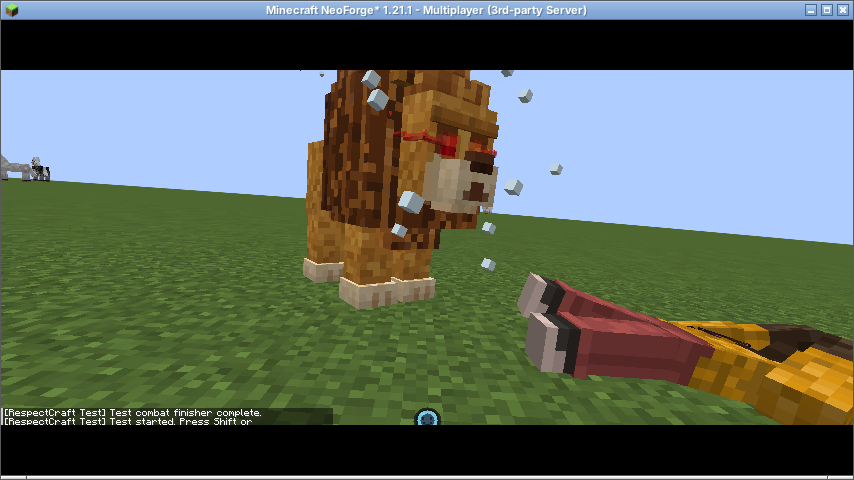 Minecraft NeoForge* 1.21.1 - Multiplayer (3rd-party Server)
[RespectCraft Test] Test combat finisher complete.
[RespectCraft Test] Test started. Press Shift or